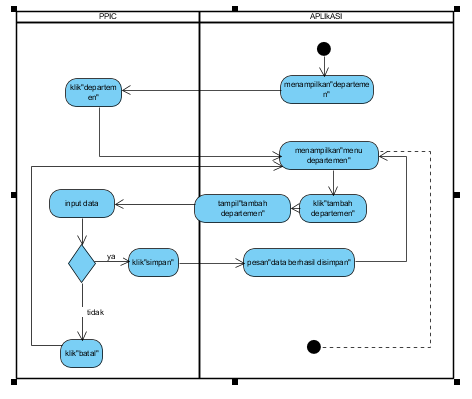 PPIC
APLIkASI
menampilkan"departeme
n"
klik"departem
en"
menampilkan"menu
departemen"
input data
tampil"tambah
departemen"
klik"tambah
departemen"
ya
klik"simpan"
pesan"data berhasil disimpan"
tidak
klik"batal"